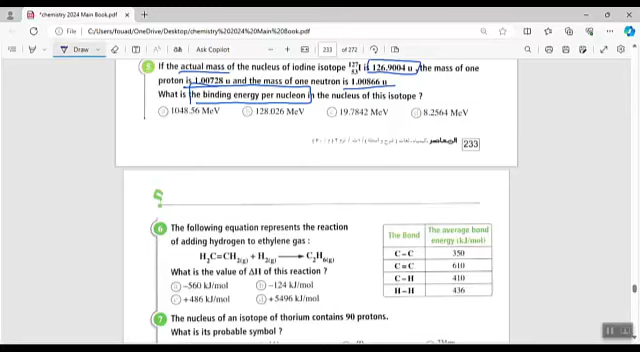 *chemistry 2024 Main Book.pdf
File | C:/Users/fouad/OneDrive/Desktop/chemistry%202024%20Main%20Book.pdf
Draw Ask Copilot 233 of 272
5 If the actual mass of the nucleus of iodine isotope ¹²⁷₅₃I is 126.9004 u , the mass of one
proton is 1.00728 u and the mass of one neutron is 1.00866 u
What is the binding energy per nucleon in the nucleus of this isotope ?
a 1048.56 MeV b 128.026 MeV c 19.7842 MeV d 8.2564 MeV
المعاصر 233
6 The following equation represents the reaction
of adding hydrogen to ethylene gas :
H₂C=CH₂(g) + H₂(g) ⟶ C₂H₆(g)
What is the value of ΔH of this reaction ?
a −560 kJ/mol b −124 kJ/mol
c +486 kJ/mol d +5496 kJ/mol
The Bond The average bond energy (kJ/mol)
C – C 350
C = C 610
C – H 410
H – H 436
7 The nucleus of an isotope of thorium contains 90 protons.
What is its probable symbol ?